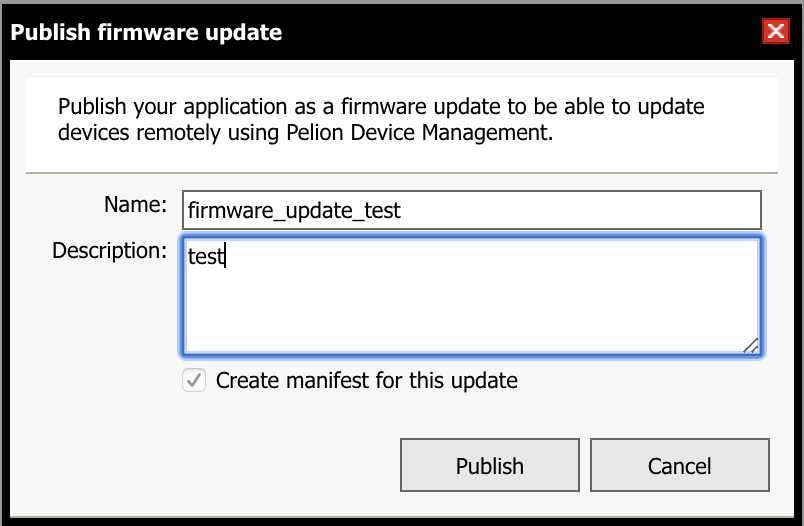 Publish firmware update
Publish your application as a firmware update to be able to update
devices remotely using Pelion Device Management.
Name: firmware_update_test
Description: test
Create manifest for this update
Publish Cancel